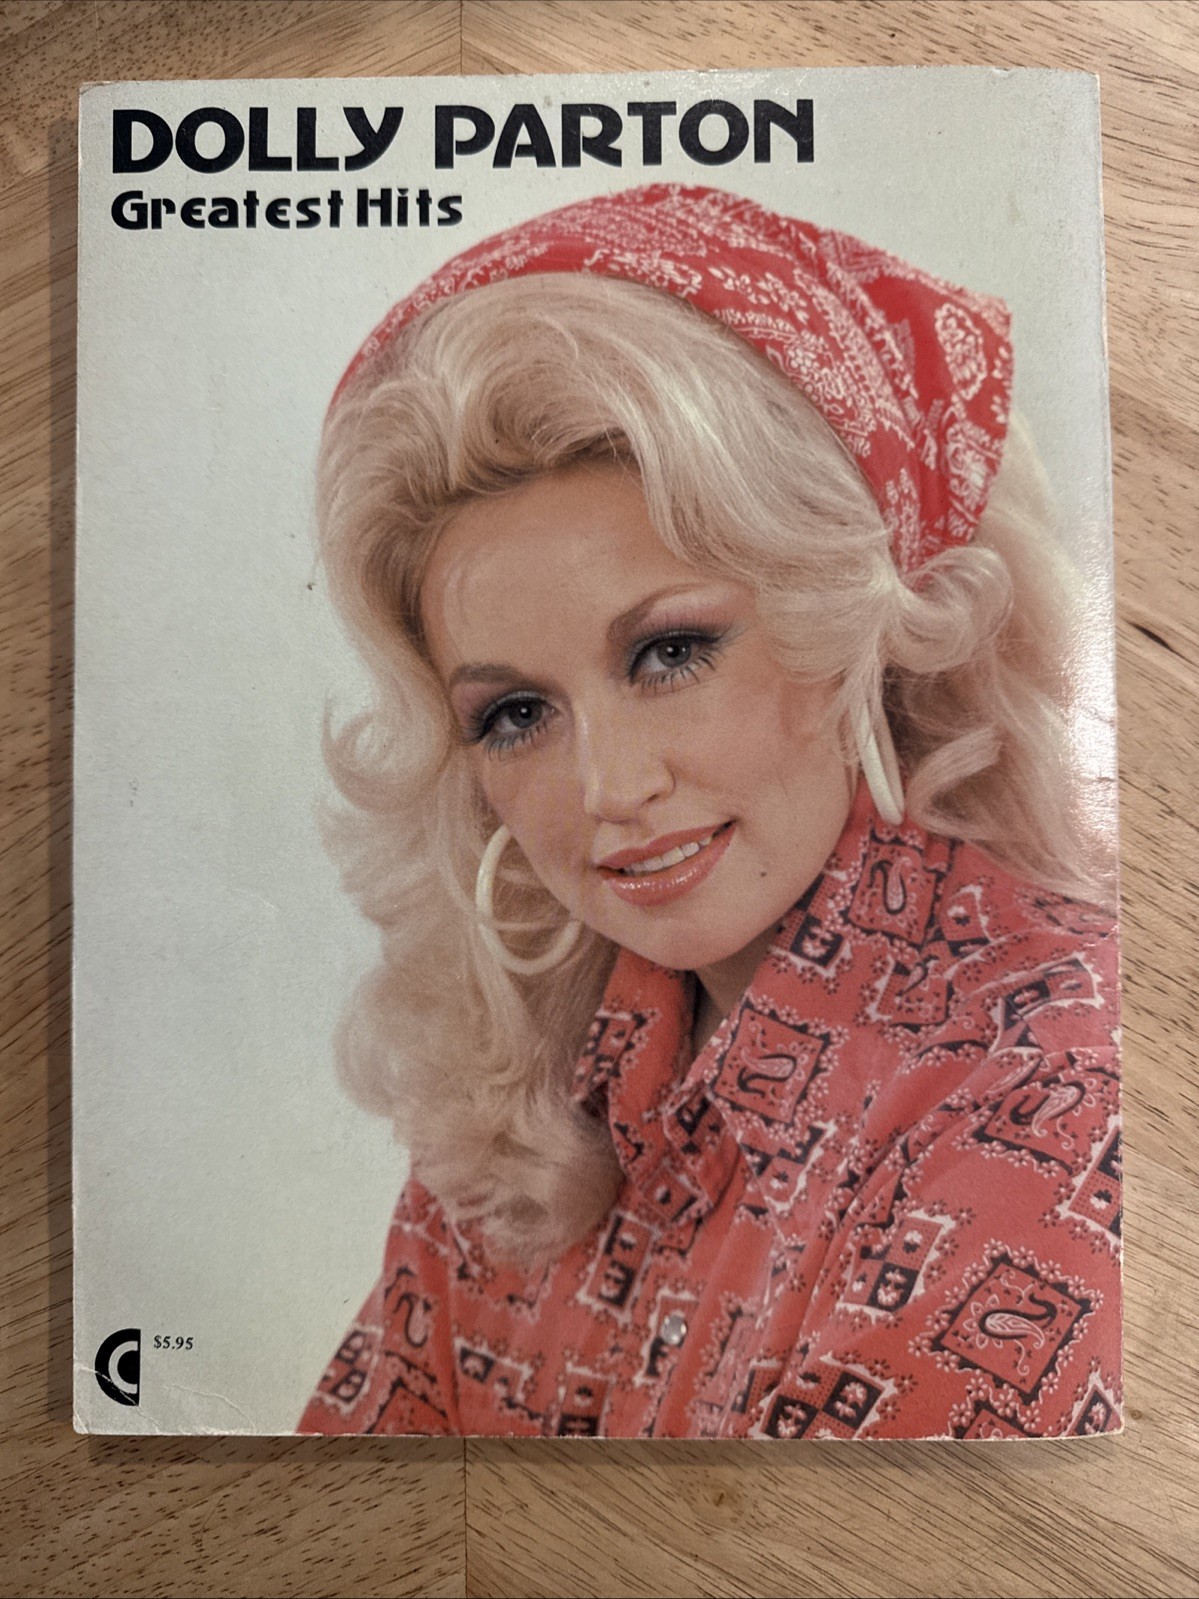 DOLLY PARTON
Greatest Hits
$5.95